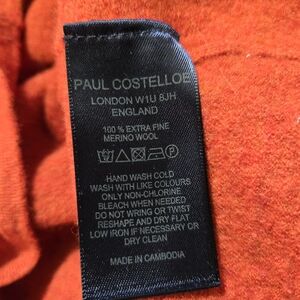 PAUL COSTELLOE
LONDON W1U 8JH
ENGLAND
100 % EXTRA FINE
MERINO WOOL
HAND WASH COLD
WASH WITH LIKE COLOURS
ONLY NON-CHLORINE
BLEACH WHEN NEEDED
DO NOT WRING OR TWIST
RESHAPE AND DRY FLAT
LOW IRON IF NECESSARY OR
DRY CLEAN
MADE IN CAMBODIA